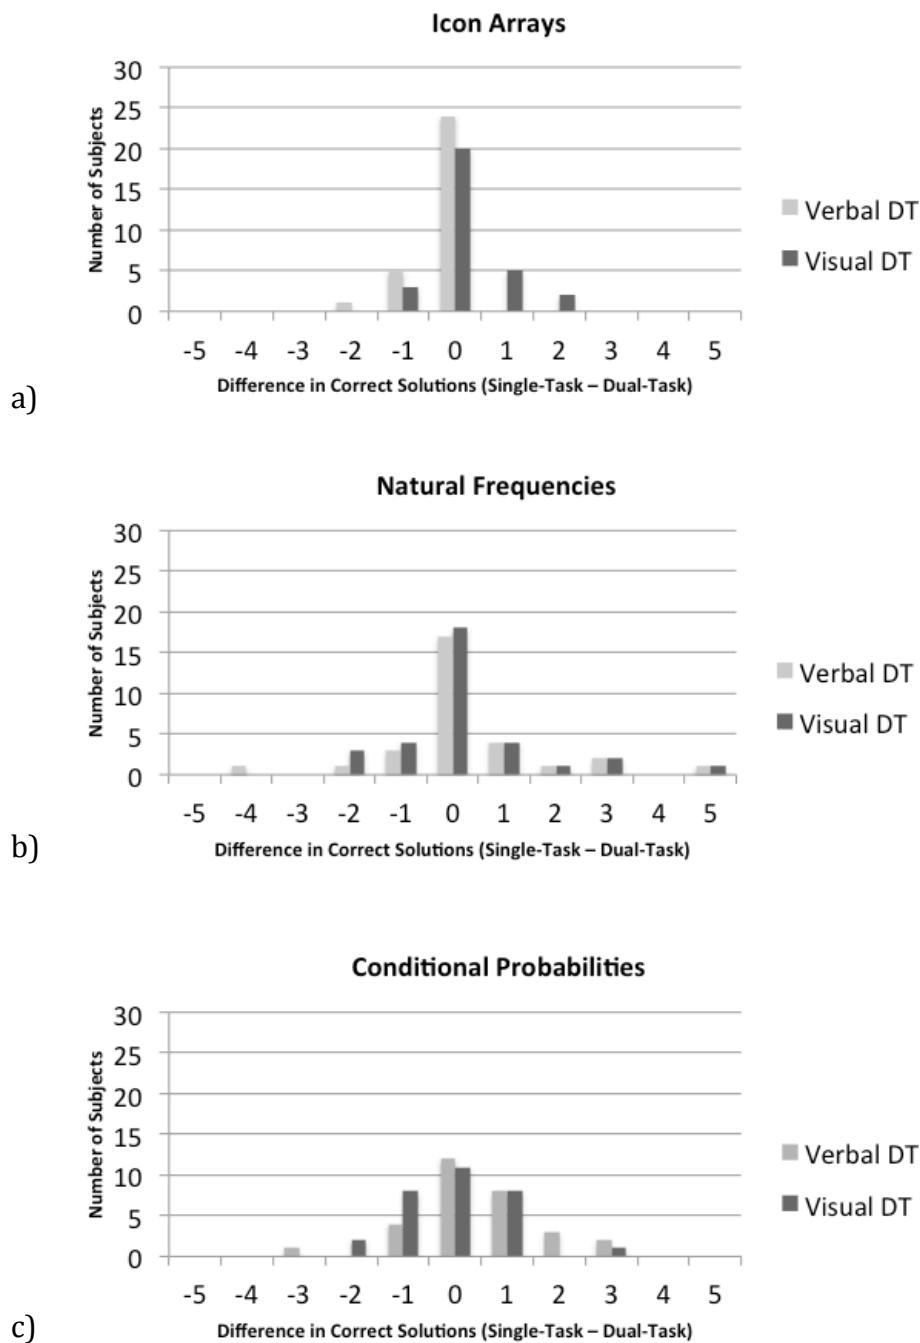 Icon Arrays
30
25
20
15
10
5
0
Number of Subjects
-5 -4 -3 -2 -1 0 1 2 3 4 5
Difference in Correct Solutions (Single-Task – Dual-Task)
Verbal DT
Visual DT
a)
Natural Frequencies
30
25
20
15
10
5
0
Number of Subjects
-5 -4 -3 -2 -1 0 1 2 3 4 5
Difference in Correct Solutions (Single-Task – Dual-Task)
Verbal DT
Visual DT
b)
Conditional Probabilities
30
25
20
15
10
5
0
Number of Subjects
-5 -4 -3 -2 -1 0 1 2 3 4 5
Difference in Correct Solutions (Single-Task – Dual-Task)
Verbal DT
Visual DT
c)